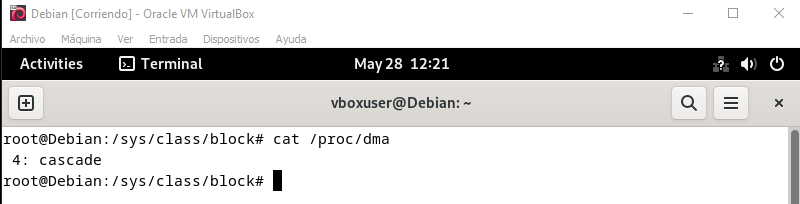 Debian [Corriendo] - Oracle VM VirtualBox
Archivo Máquina Ver Entrada Dispositivos Ayuda
Activities Terminal May 28 12:21
vboxuser@Debian: ~
root@Debian:/sys/class/block# cat /proc/dma
 4: cascade
root@Debian:/sys/class/block#